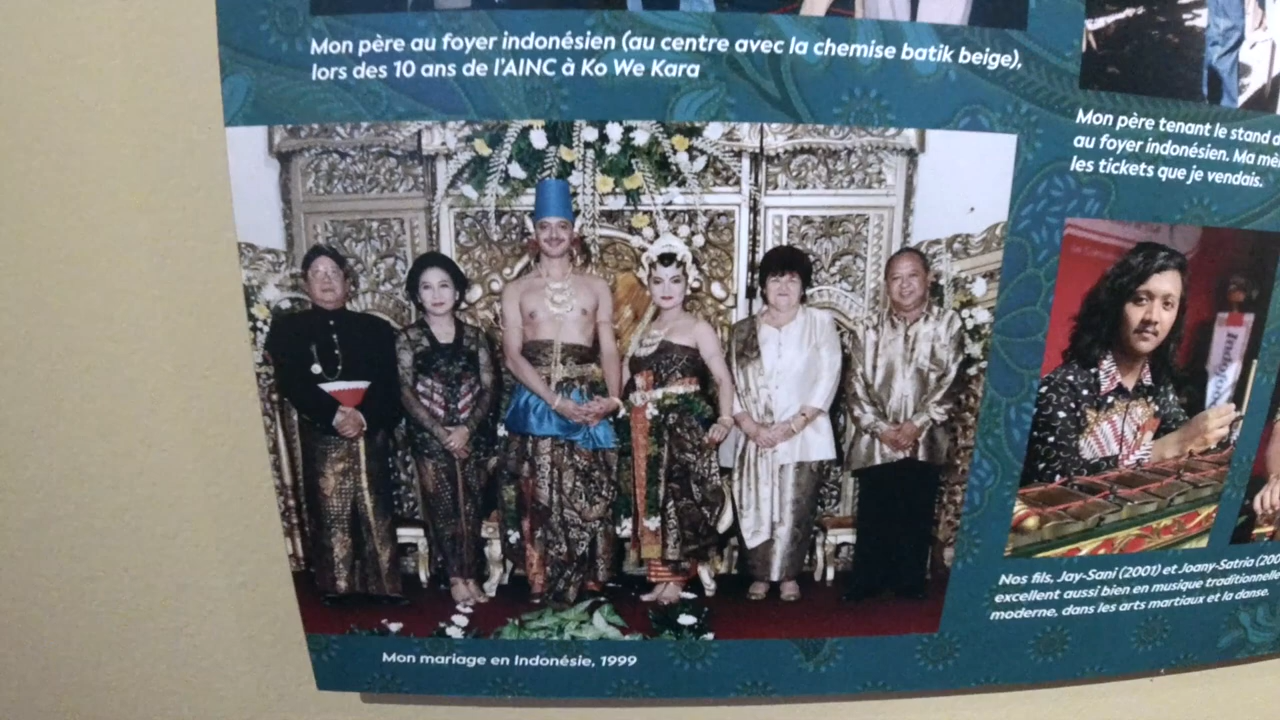 Mon père au foyer indonésien (au centre avec la chemise batik beige),
lors des 10 ans de l'AINC à Ko We Kara
Mon père tenant le stand
au foyer indonésien. Ma
les tickets que je vendais.
Mon mariage en Indonésie, 1999
Nos fils, Jay-Sani (2001) et Joany-Satria
excellent aussi bien en musique traditionnelle
moderne, dans les arts martiaux et la danse.